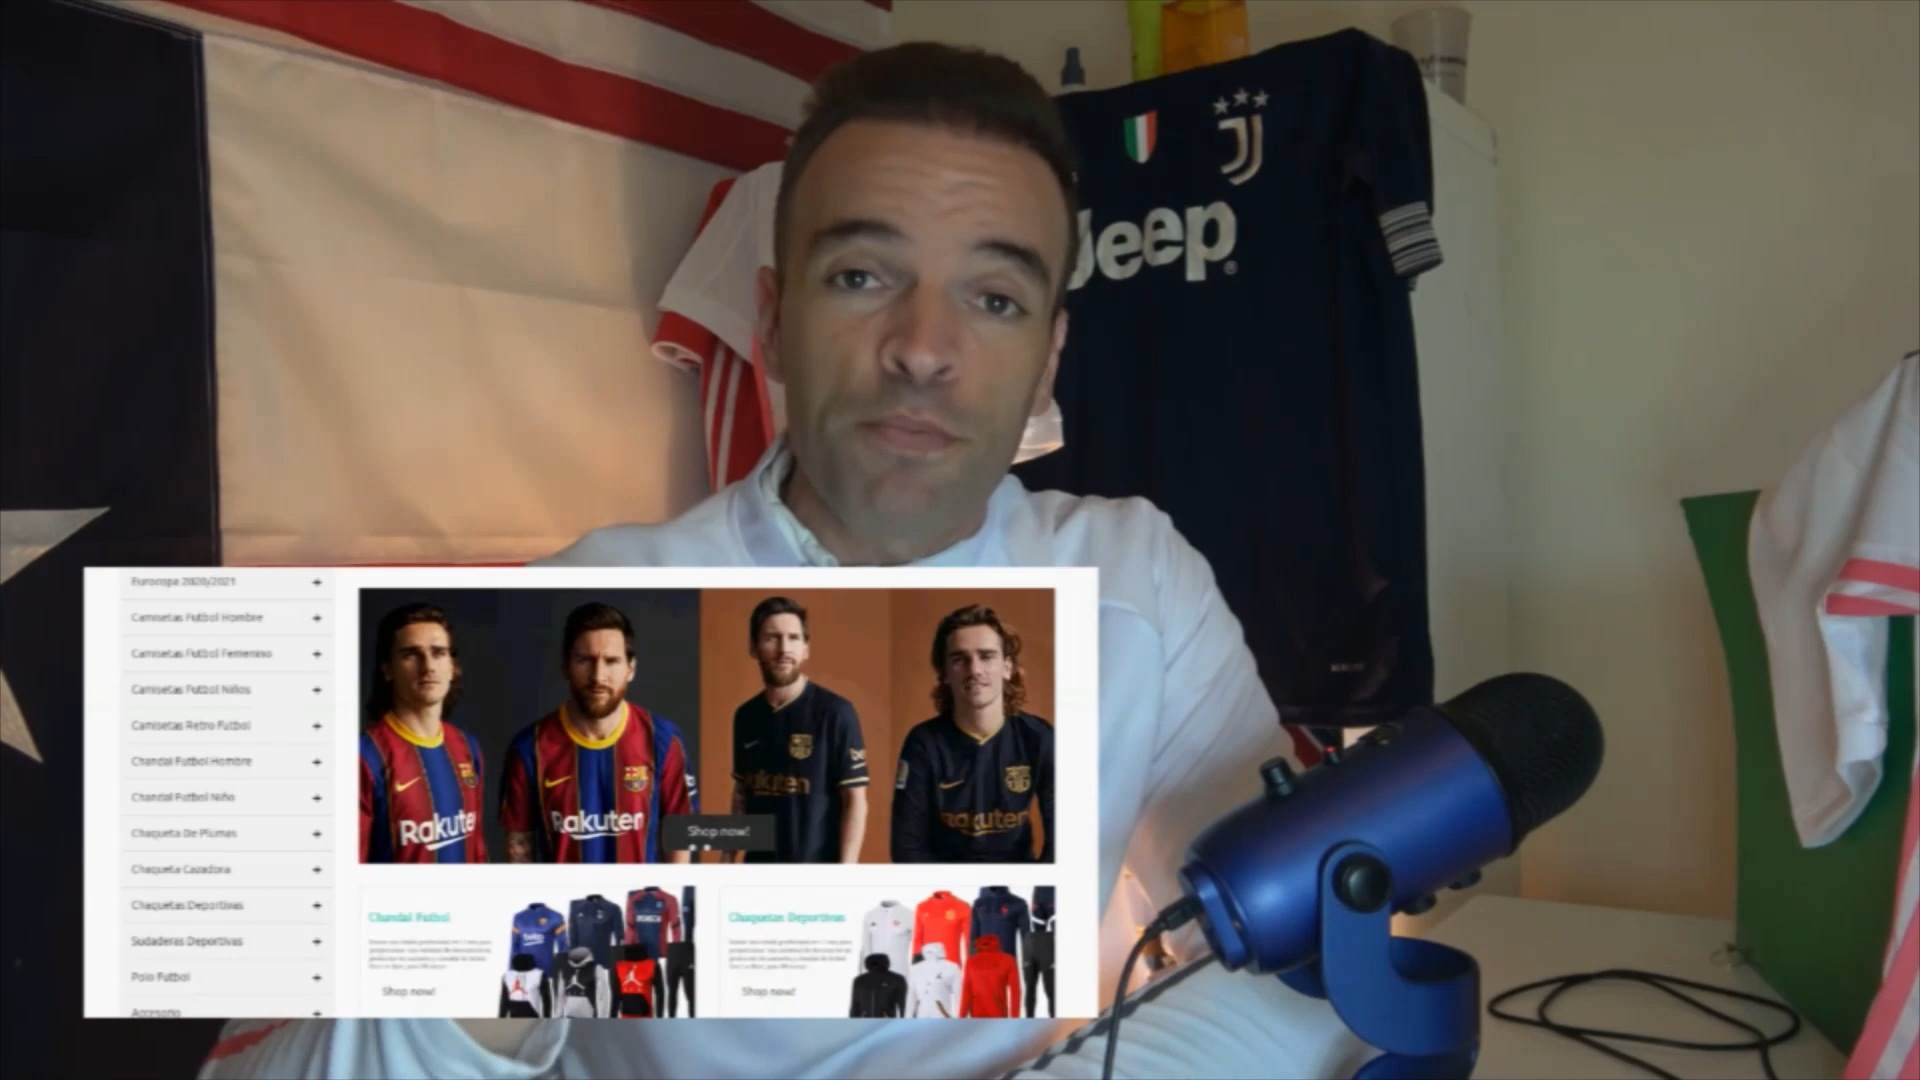 Jeep
Eurocopa 2020/2021
Camisetas Futbol Hombre
Camisetas Futbol Femenino
Camisetas Futbol Niños
Camisetas Retro Futbol
Chandal Futbol Hombre
Chandal Futbol Niño
Chaqueta De Plumas
Chaqueta Cazadora
Chaquetas Deportivas
Sudaderas Deportivas
Polo Futbol
Accesorio
Rakuten
Rakuten
Rakuten
Rakuten
Shop now!
Chandal Futbol
Shop now!
Chaquetas Deportivas
Shop now!